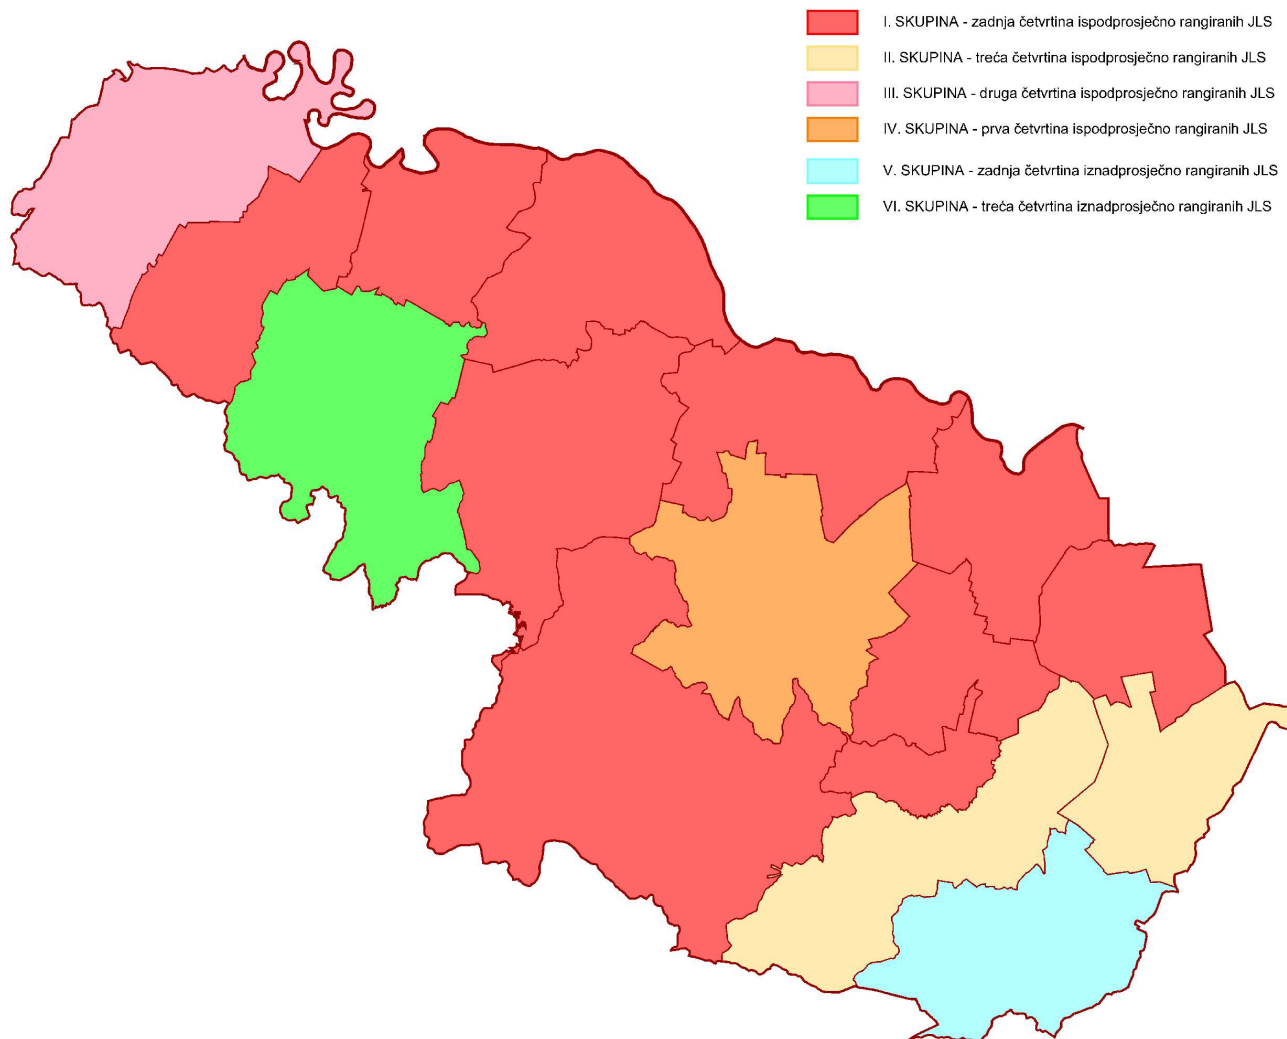 I. SKUPINA - zadnja četvrtina ispodprosječno rangiranih JLS
II. SKUPINA - treća četvrtina ispodprosječno rangiranih JLS
III. SKUPINA - druga četvrtina ispodprosječno rangiranih JLS
IV. SKUPINA - prva četvrtina ispodprosječno rangiranih JLS
V. SKUPINA - zadnja četvrtina iznadprosječno rangiranih JLS
VI. SKUPINA - treća četvrtina iznadprosječno rangiranih JLS